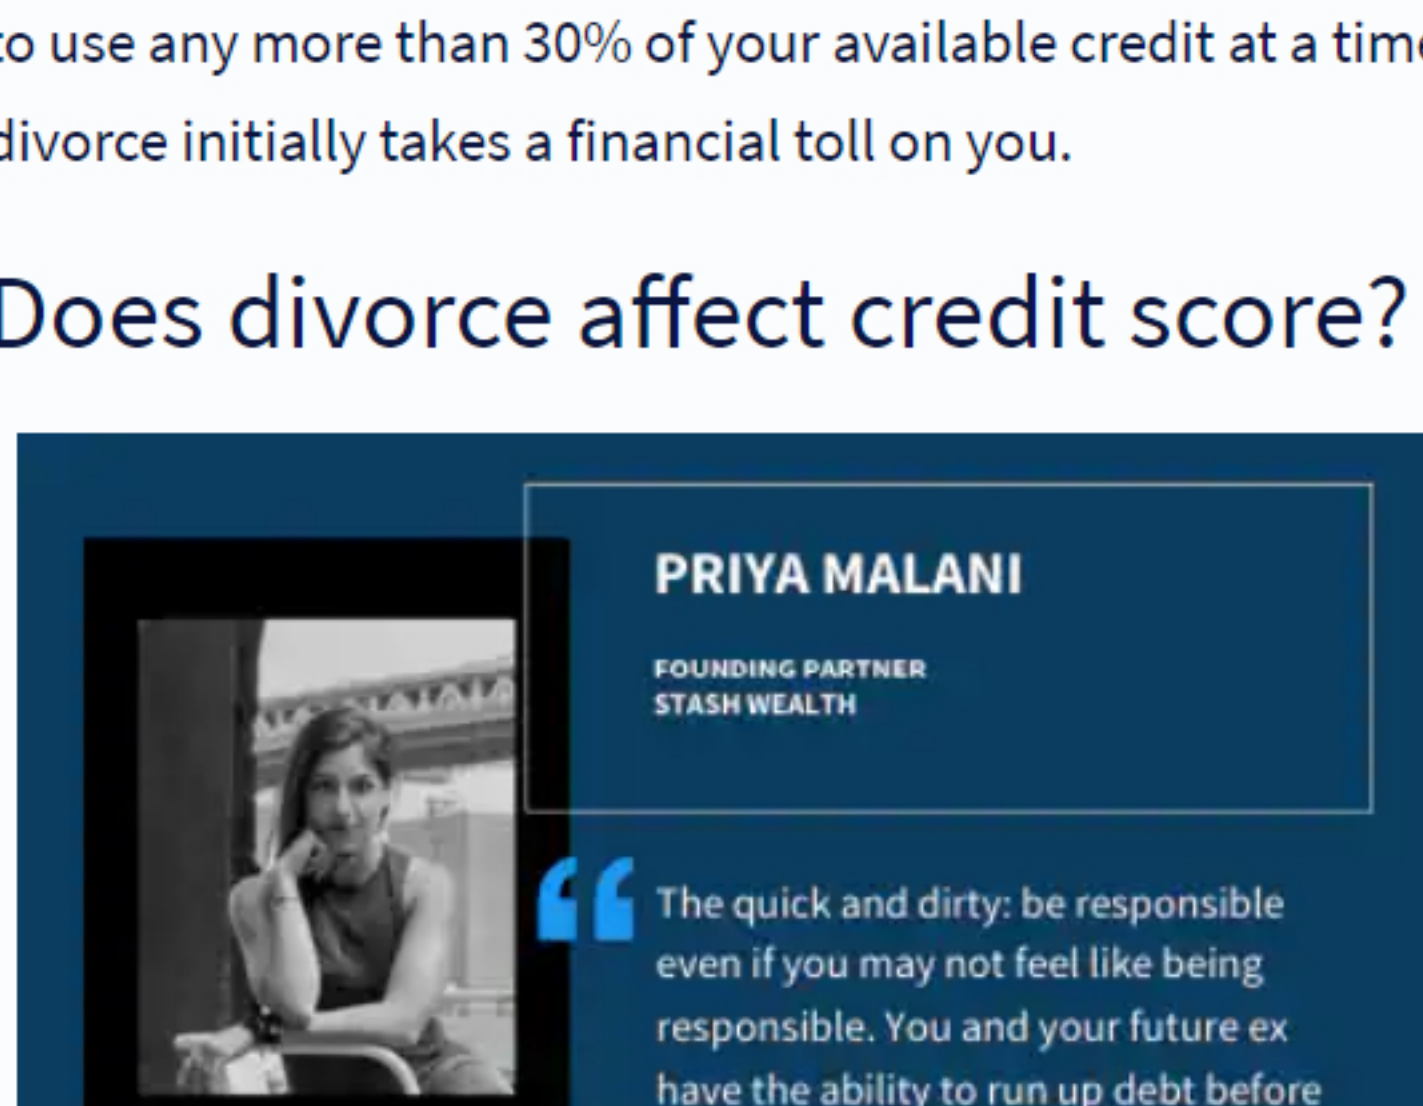 to use any more than 30% of your available credit at a time
divorce initially takes a financial toll on you.
Does divorce affect credit score?
PRIYA MALANI
FOUNDING PARTNER
STASH WEALTH
“ The quick and dirty: be responsible
even if you may not feel like being
responsible. You and your future ex
have the ability to run up debt before